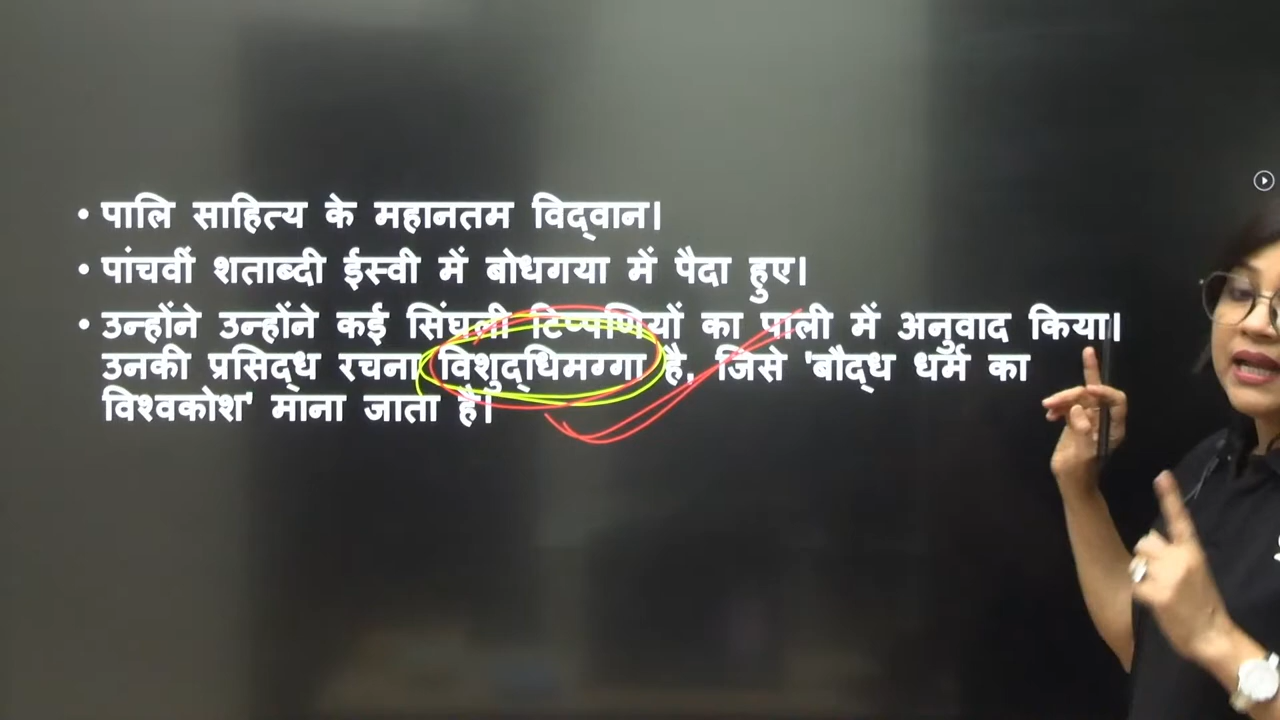 • पालि साहित्य के महानतम विद्वान।
• पांचवीं शताब्दी ईस्वी में बोधगया में पैदा हुए।
• उन्होंने उन्होंने कई सिंघली टिप्पणियों का पाली में अनुवाद किया।
उनकी प्रसिद्ध रचना विशुद्धिमग्गा है, जिसे 'बौद्ध धर्म का
विश्वकोश' माना जाता है।